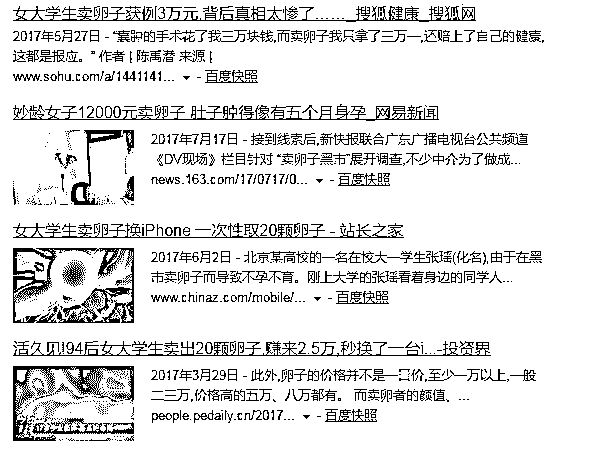 女大学生卖卵子获例3万元,背后真相太惨了……_搜狐健康_搜狐网
2017年5月27日 - “囊肿的手术花了我三万块钱,而卖卵子我只拿了三万—,还赔上了自己的健康,
这都是报应。” 作者 [ 陈禹潜 来源 [
www.sohu.com/a/1441141... - 百度快照
妙龄女子12000元卖卵子 肚子肿得像有五个月身孕_网易新闻
2017年7月17日 - 接到线索后,新快报联合广东广播电视台公共频道
《DV现场》栏目针对 “卖卵子黑市”展开调查,不少中介为了做成...
news.163.com/17/0717/0... - 百度快照
女大学生卖卵子换iPhone 一次性取20颗卵子 - 站长之家
2017年6月2日 - 北京某高校的一名在校大一学生张瑶(化名),由于在黑
市卖卵子而导致不孕不育。刚上大学的张瑶看着身边的同学人...
www.chinaz.com/mobile/... - 百度快照
活久见!94后女大学生卖出20颗卵子,赚来2.5万,秒换了一台i...-投资界
2017年3月29日 - 此外,卵子的价格并不是一口价,至少一万以上,一般
二三万,价格高的五万、八万都有。 而卖卵者的颜值、...
people.pedaily.cn/2017... - 百度快照